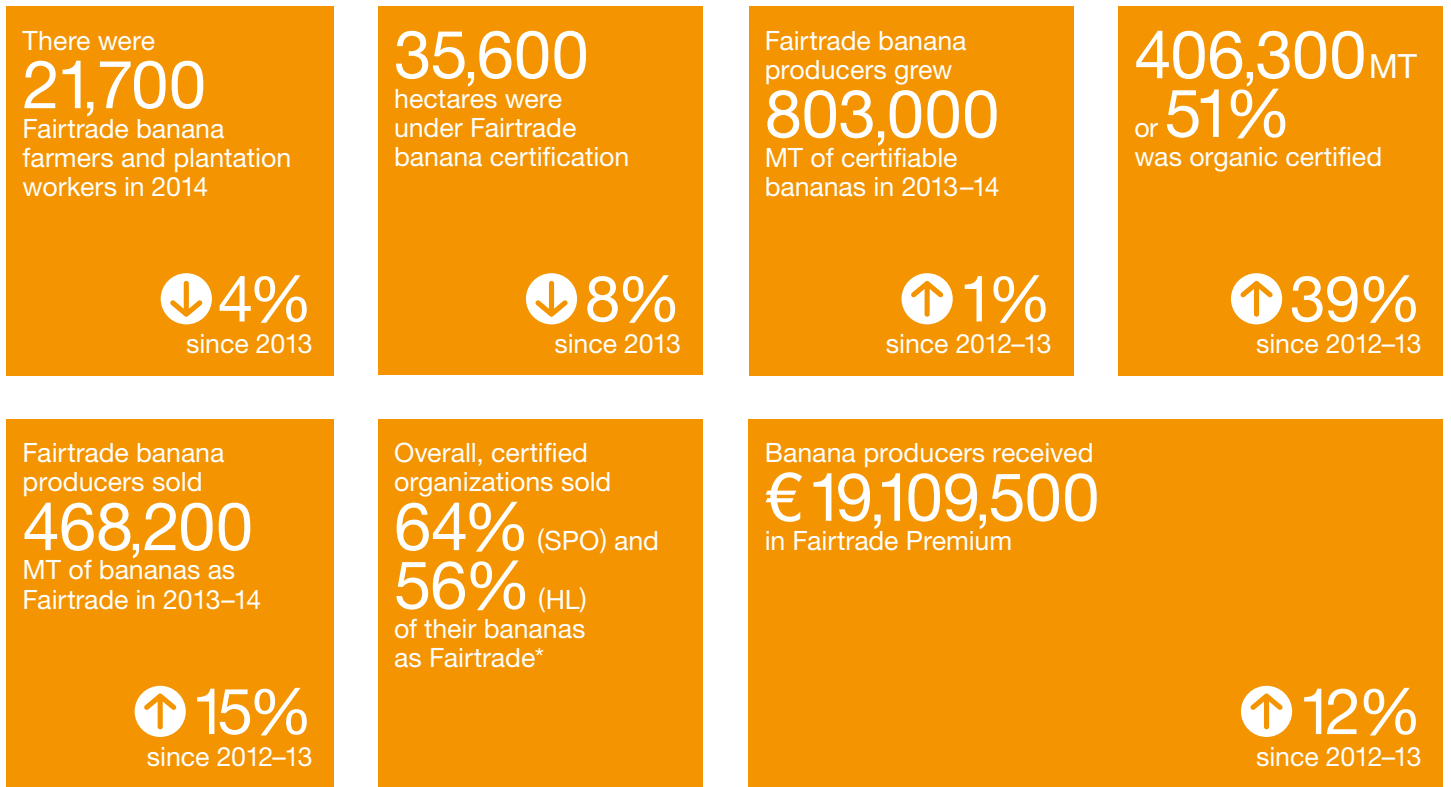 There were
21,700
Fairtrade banana
farmers and plantation
workers in 2014
4%
since 2013
35,600
hectares were
under Fairtrade
banana certification
8%
since 2013
Fairtrade banana
producers grew
803,000
MT of certifiable
bananas in 2013–14
1%
since 2012–13
406,300 MT
or 51%
was organic certified
39%
since 2012–13
Fairtrade banana
producers sold
468,200
MT of bananas as
Fairtrade in 2013–14
15%
since 2012–13
Overall, certified
organizations sold
64% (SPO) and
56% (HL)
of their bananas
as Fairtrade*
Banana producers received
€ 19,109,500
in Fairtrade Premium
12%
since 2012–13